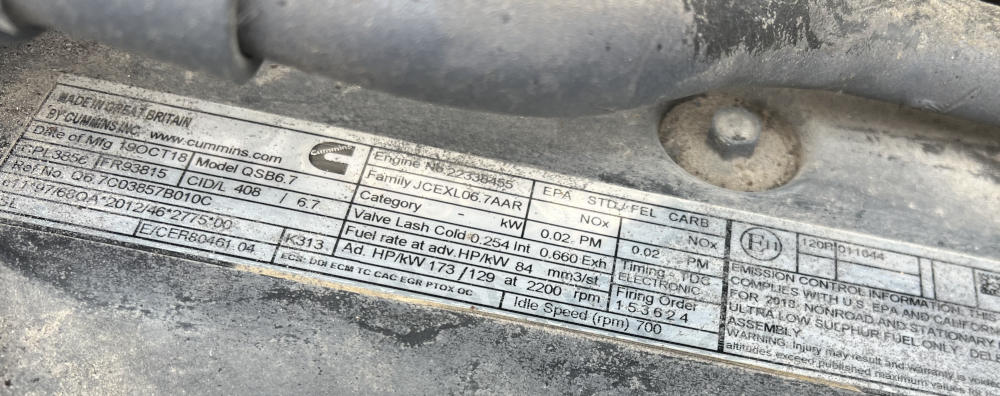 MADE IN GREAT BRITAIN
BY CUMMINS INC. www.cummins.com
Date of Mfg 19OCT18 Model QSB6.7
CPL3856 FR93815 CID/L 408 / 6.7
Ref No. Q6.7C03857B010C
e11*97/68QA*2012/46*2775*00
E/CER80461.04 K313
ECS: DDI ECM TC CAC EGR PTOX OC
Engine No.22338455
Family JCEXL06.7AAR
Category - kW
Valve Lash Cold 0.254 Int 0.660 Exh
Fuel rate at adv.HP/kW 84 mm3/st
Ad. HP/kW 173 /129 at 2200 rpm
Idle Speed (rpm) 700
EPA STD./FEL CARB
NOx NOx
0.02 PM 0.02 PM
Timing - TDC
ELECTRONIC
Firing Order
1 5 3 6 2 4
E11 120R 011044
EMISSION CONTROL INFORMATION. THIS
COMPLIES WITH U.S. EPA AND CALIFORN
FOR 2018. NONROAD AND STATIONARY
ULTRA LOW SULPHUR FUEL ONLY.
ASSEMBLY.
WARNING: Injury may result and warranty is voide
altitudes exceed published maximum values for